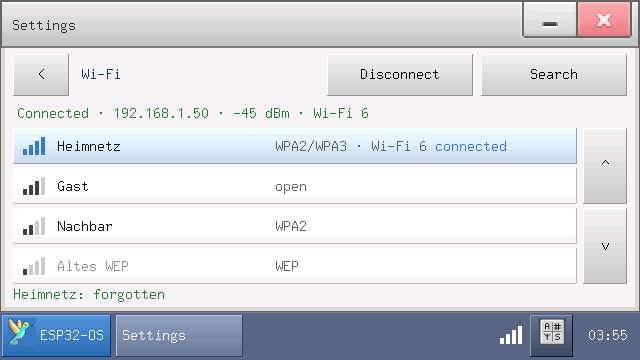 Settings
< Wi-Fi Disconnect Search
Connected · 192.168.1.50 · -45 dBm · Wi-Fi 6
Heimnetz WPA2/WPA3 · Wi-Fi 6 connected
Gast open
Nachbar WPA2
Altes WEP WEP
Heimnetz: forgotten
ESP32-OS Settings A# TS 03:55